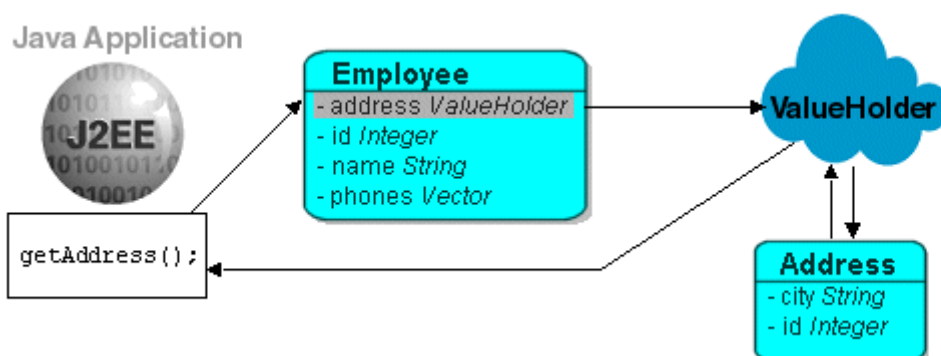 Java Application
J2EE
getAddress();
Employee
- address ValueHolder
- id Integer
- name String
- phones Vector
ValueHolder
Address
- city String
- id Integer